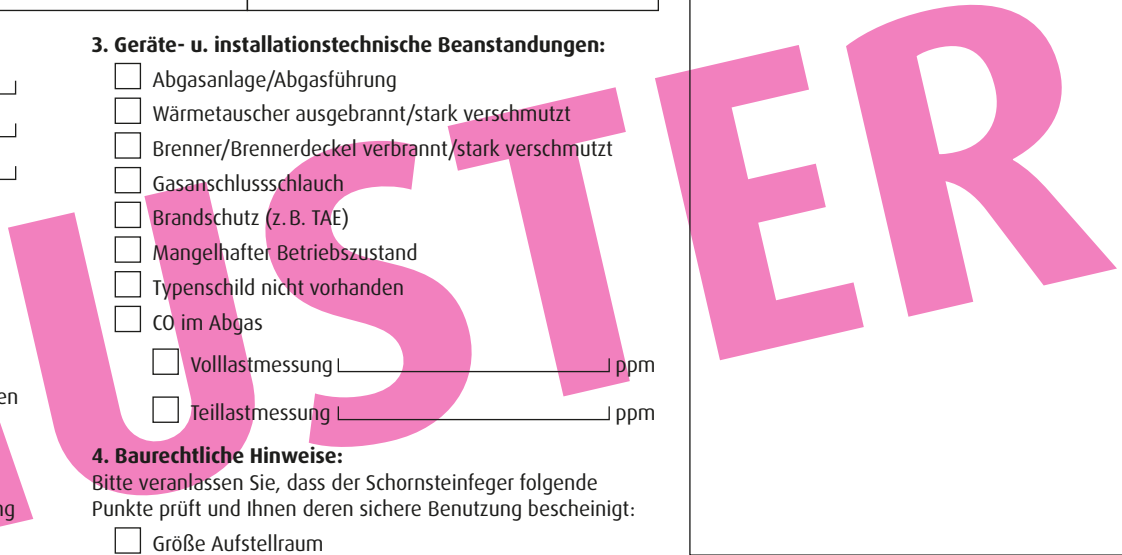 3. Geräte- u. installationstechnische Beanstandungen:
Abgasanlage/Abgasführung
Wärmetauscher ausgebrannt/stark verschmutzt
Brenner/Brennerdeckel verbrannt/stark verschmutzt
Gasanschlussschlauch
Brandschutz (z. B. TAE)
Mangelhafter Betriebszustand
Typenschild nicht vorhanden
CO im Abgas
Volllastmessung ppm
en
Teillastmessung ppm
4. Baurechtliche Hinweise:
Bitte veranlassen Sie, dass der Schornsteinfeger folgende
ng
Punkte prüft und Ihnen deren sichere Benutzung bescheinigt:
Größe Aufstellraum
MUSTER